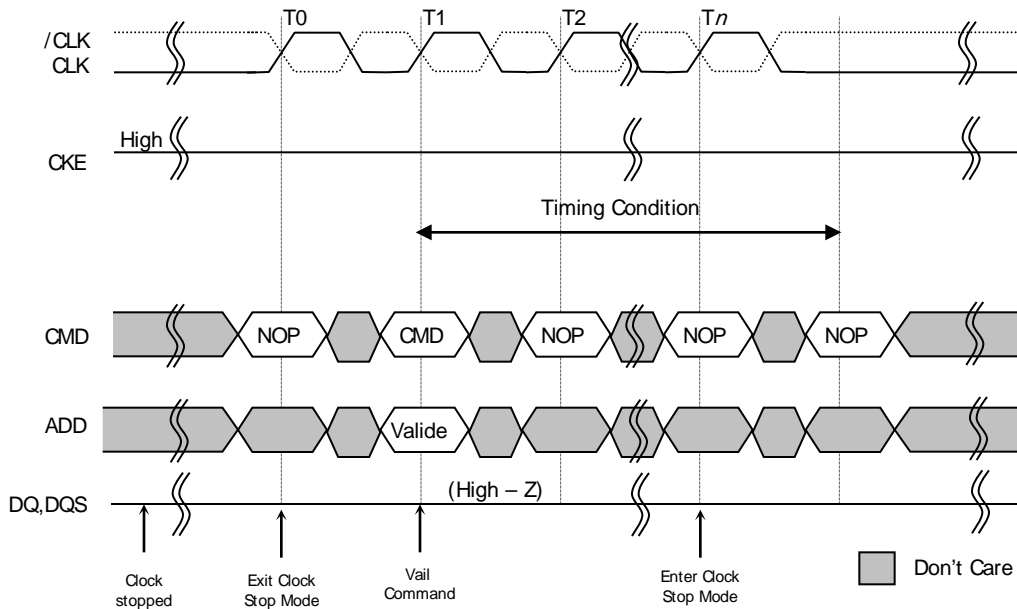 T0 T1 T2 Tn
/CLK
CLK
High
CKE
Timing Condition
CMD NOP CMD NOP NOP NOP
ADD Valide
(High – Z)
DQ,DQS
Clock
stopped
Exit Clock
Stop Mode
Vail
Command
Enter Clock
Stop Mode
Don't Care